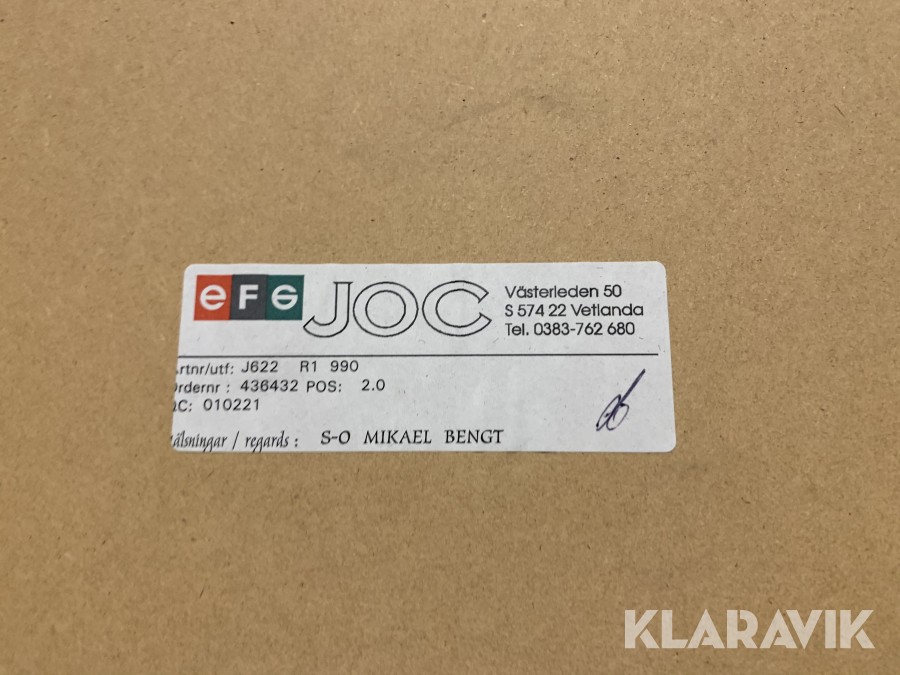 eFG JOC
Västerleden 50
S 574 22 Vetlanda
Tel. 0383-762 680
rtnr/utf: J622 R1 990
rdernr : 436432 POS: 2.0
C: 010221
älsningar / regards : S-O MIKAEL BENGT
KLARAVIK